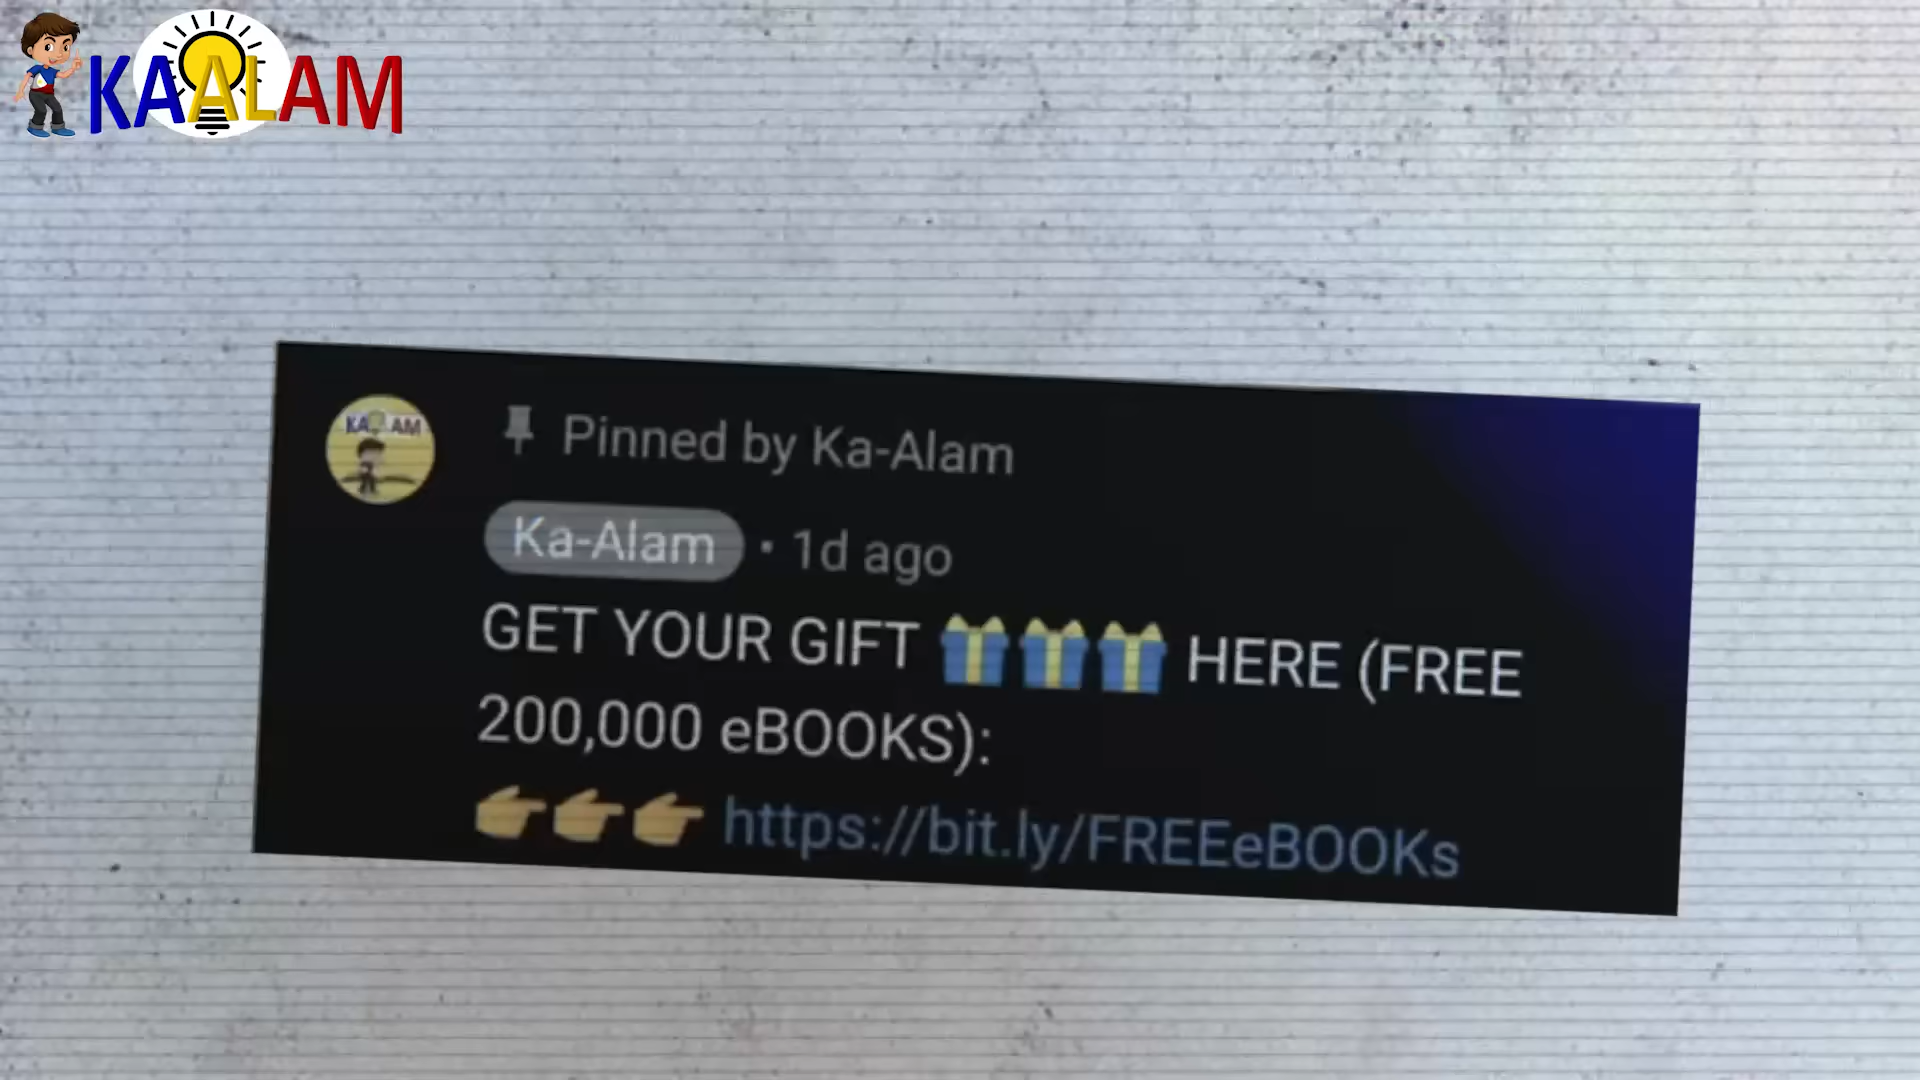 KAALAM
KAALAM
Pinned by Ka-Alam
Ka-Alam • 1d ago
GET YOUR GIFT 🎁🎁🎁 HERE (FREE
200,000 eBOOKS):
👉👉👉 https://bit.ly/FREEeBOOKs